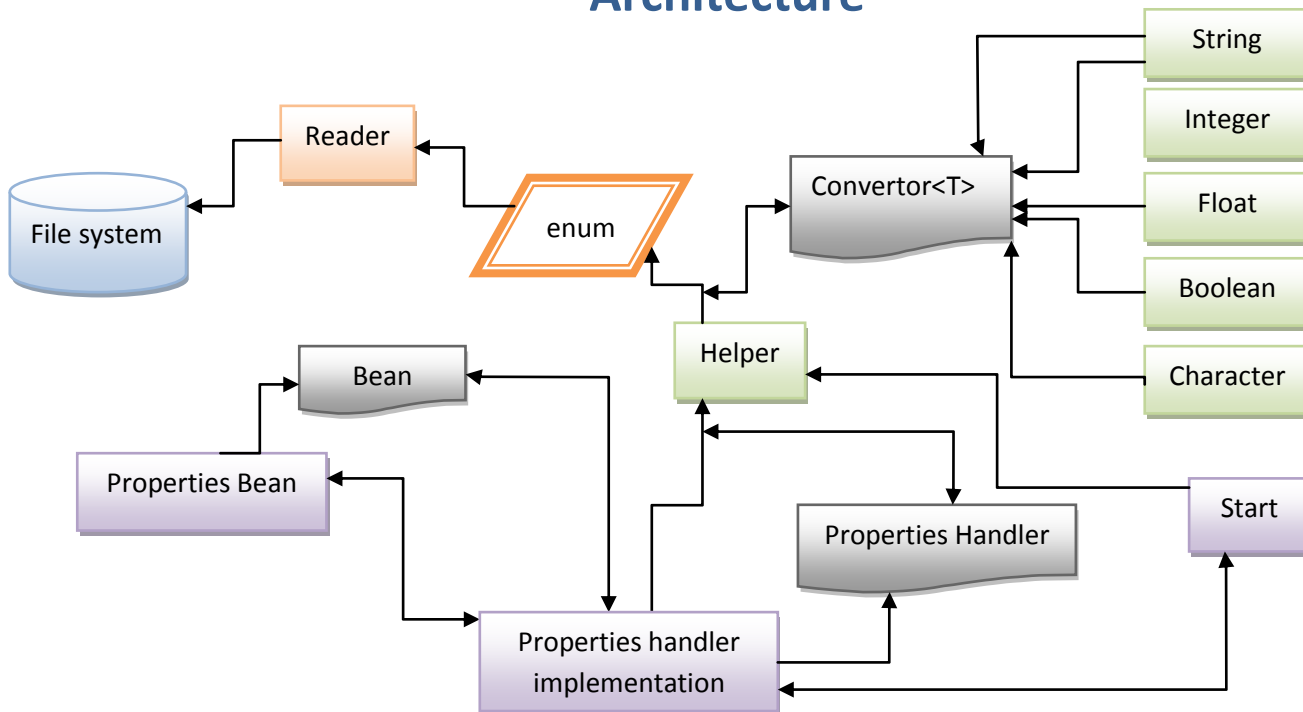 Architecture
String
Reader
Integer
Convertor<T>
Float
enum
File system
Boolean
Helper
Bean
Character
Properties Bean
Start
Properties Handler
Properties handler
implementation